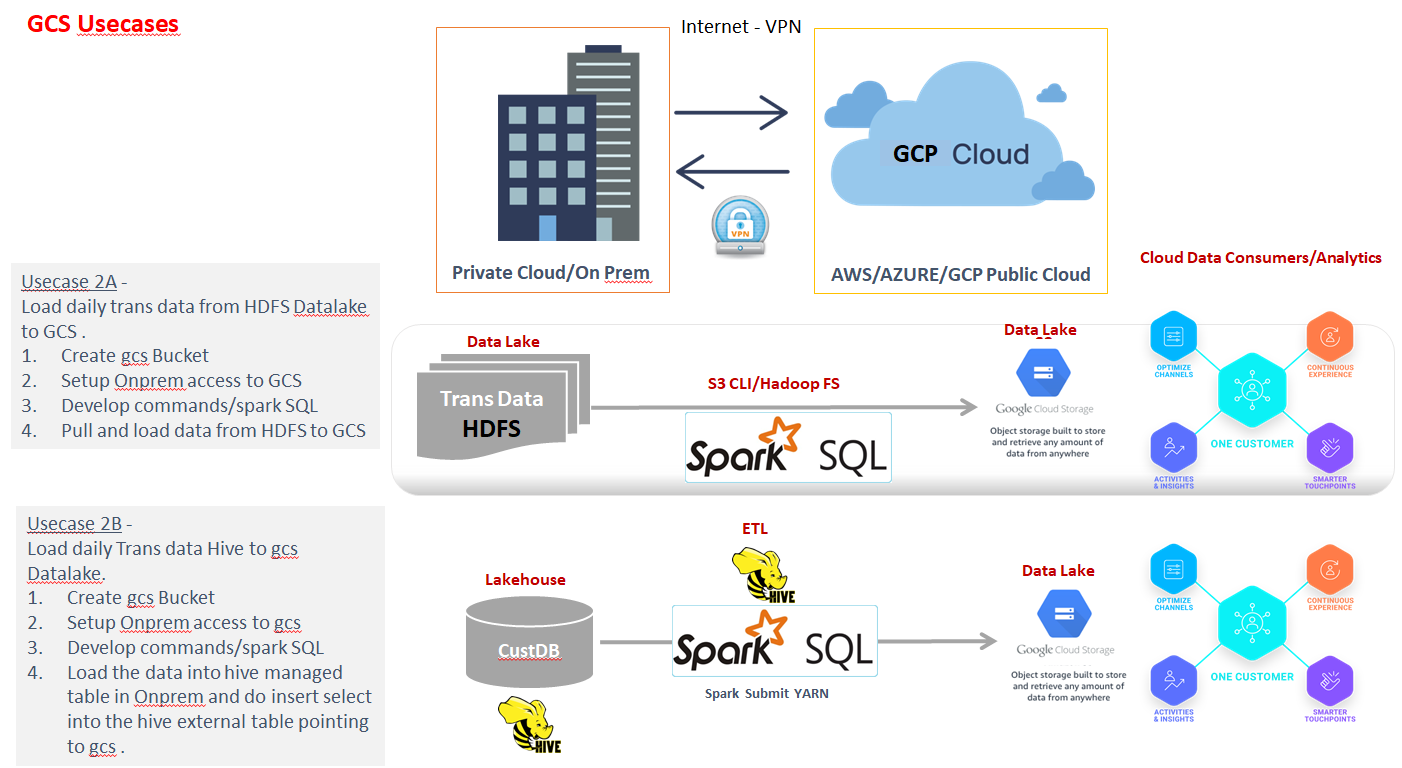 GCS Usecases
Internet - VPN
GCP Cloud
VPN
Private Cloud/On Prem
AWS/AZURE/GCP Public Cloud
Cloud Data Consumers/Analytics
Usecase 2A -
Load daily trans data from HDFS Datalake
to GCS .
1. Create gcs Bucket
2. Setup Onprem access to GCS
3. Develop commands/spark SQL
4. Pull and load data from HDFS to GCS
Data Lake
Trans Data
HDFS
S3 CLI/Hadoop FS
Spark SQL
Data Lake
Google Cloud Storage
Object storage built to store
and retrieve any amount of
data from anywhere
OPTIMIZE
CHANNELS
CONTINUOUS
EXPERIENCE
ONE CUSTOMER
ACTIVITIES
& INSIGHTS
SMARTER
TOUCHPOINTS
Usecase 2B -
Load daily Trans data Hive to gcs
Datalake.
1. Create gcs Bucket
2. Setup Onprem access to gcs
3. Develop commands/spark SQL
4. Load the data into hive managed
table in Onprem and do insert select
into the hive external table pointing
to gcs .
Lakehouse
CustDB
HIVE
ETL
HIVE
Spark SQL
Spark Submit YARN
Data Lake
Google Cloud Storage
Object storage built to store
and retrieve any amount of
data from anywhere
OPTIMIZE
CHANNELS
CONTINUOUS
EXPERIENCE
ONE CUSTOMER
ACTIVITIES
& INSIGHTS
SMARTER
TOUCHPOINTS